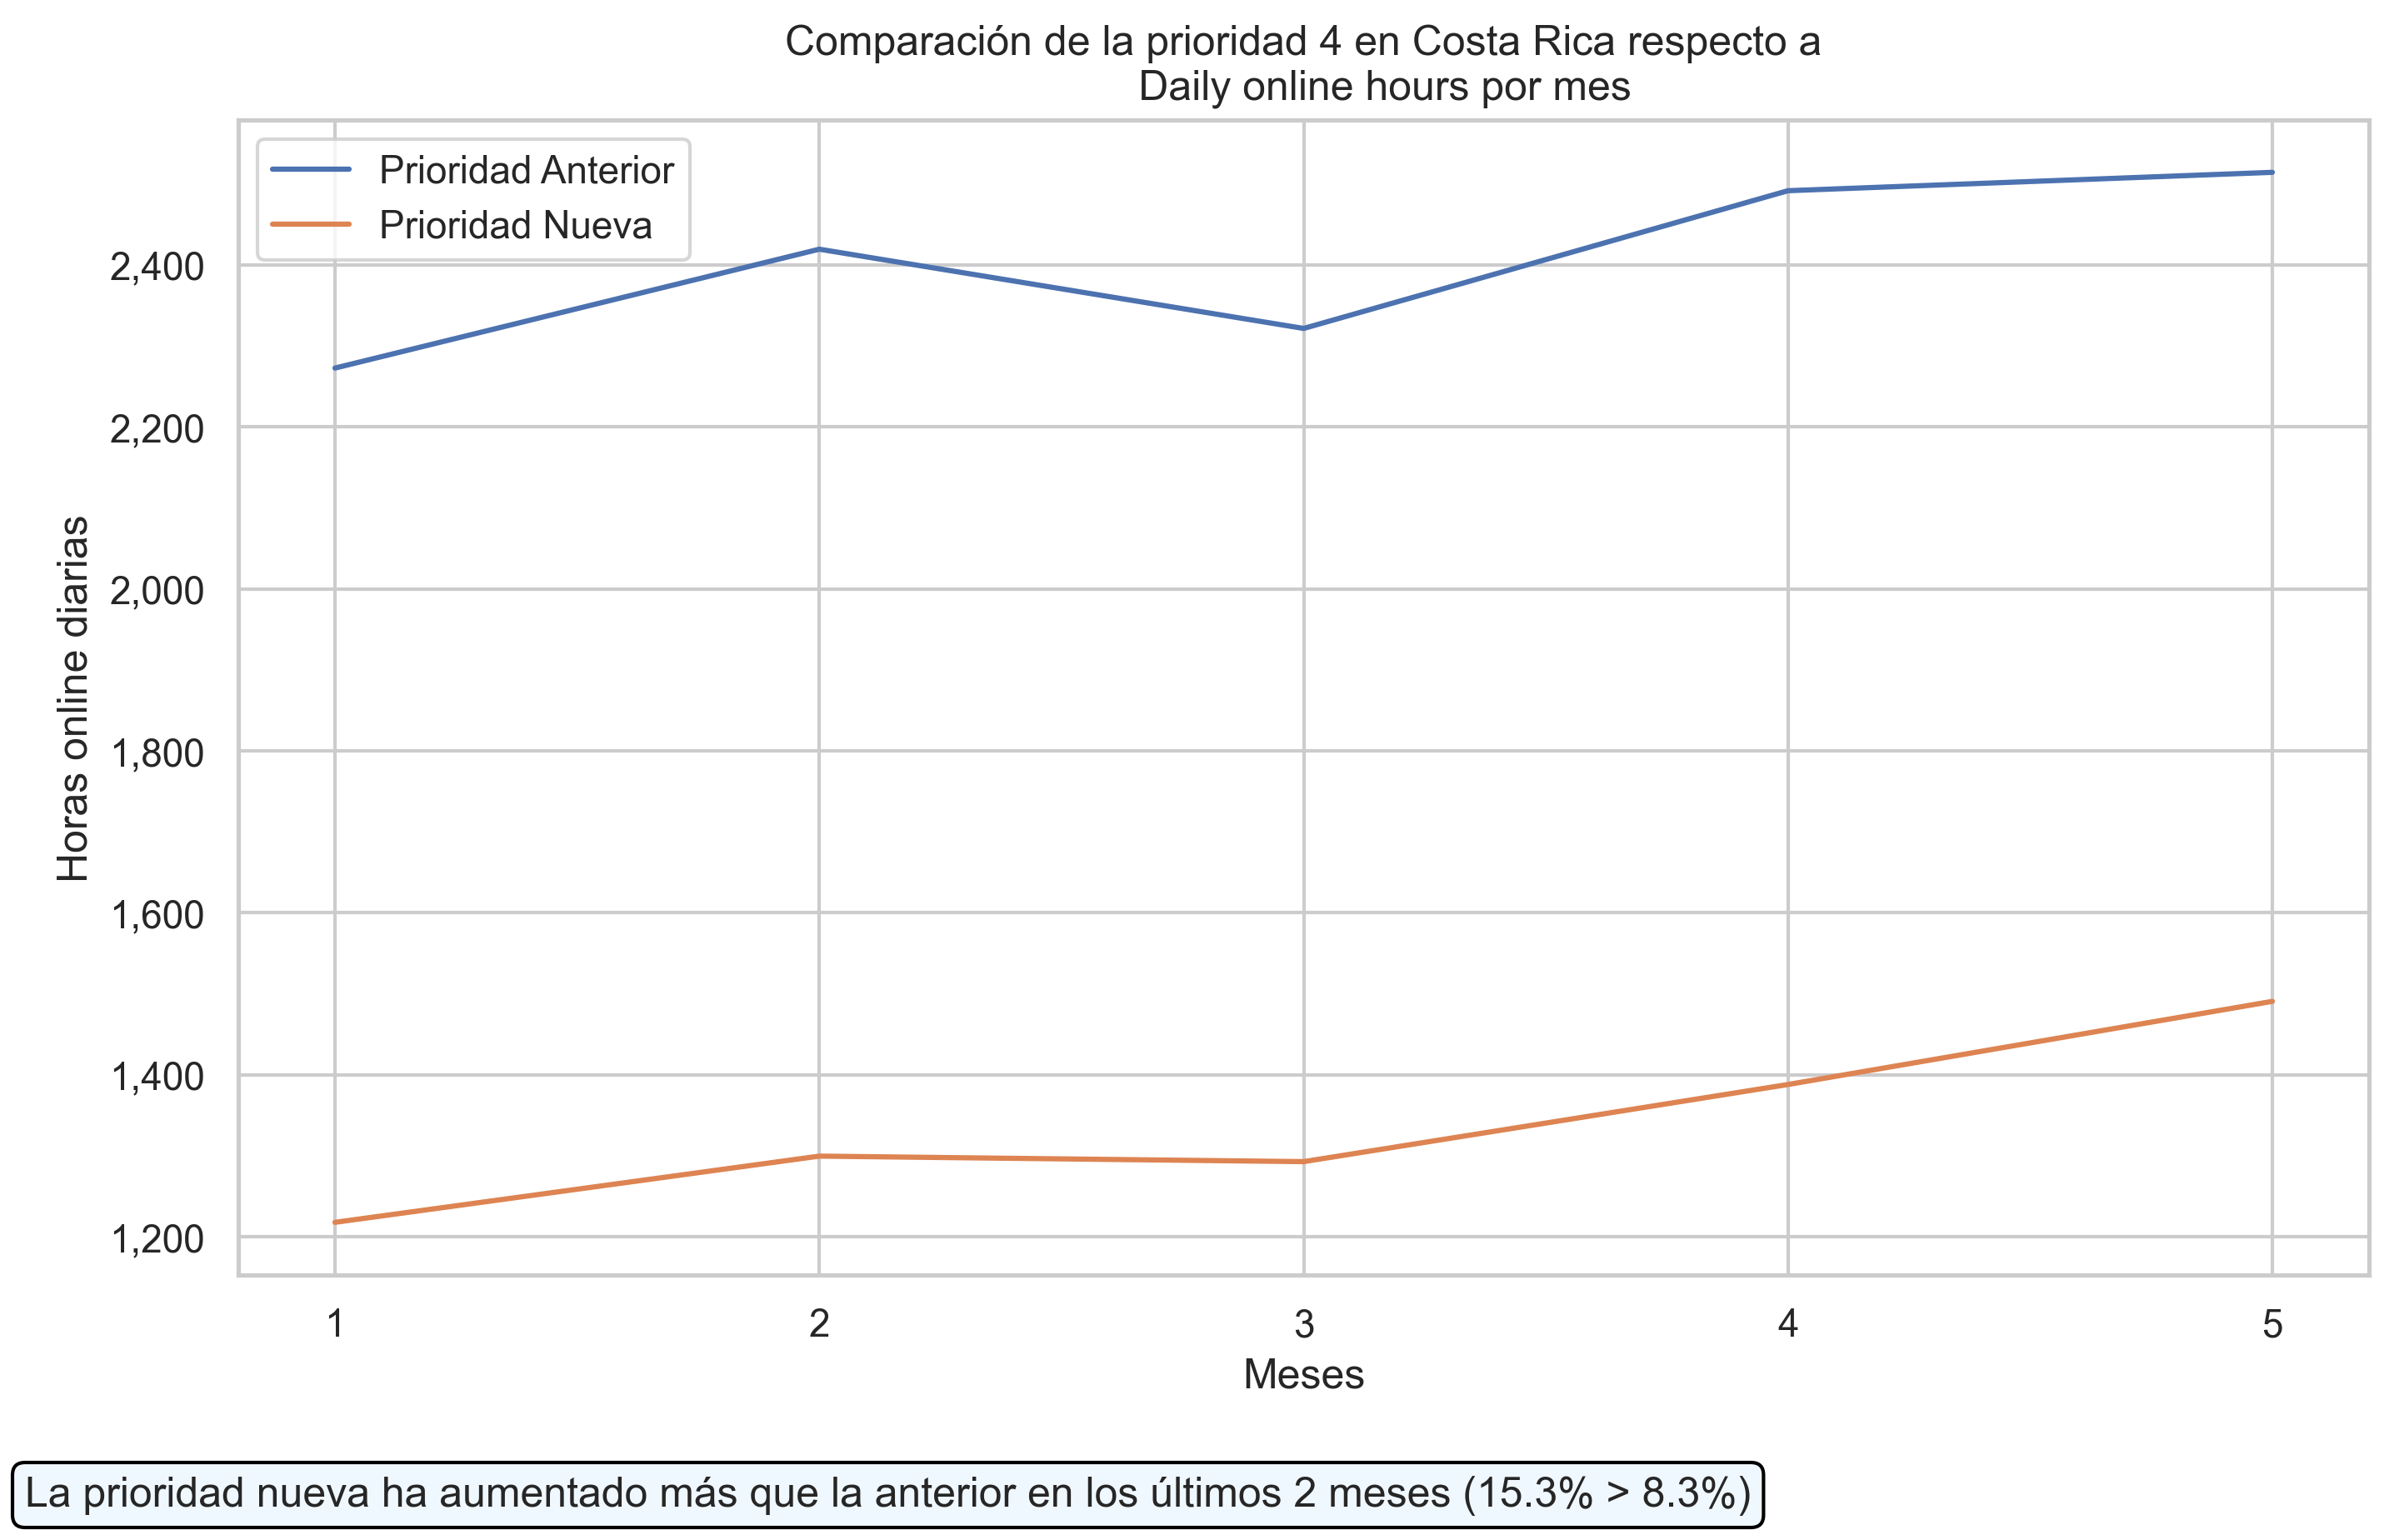 Comparación de la prioridad 4 en Costa Rica respecto a
Daily online hours por mes
Prioridad Anterior
Prioridad Nueva
Horas online diarias
2,400
2,200
2,000
1,800
1,600
1,400
1,200
1
2
3
4
5
Meses
La prioridad nueva ha aumentado más que la anterior en los últimos 2 meses (15.3% > 8.3%)